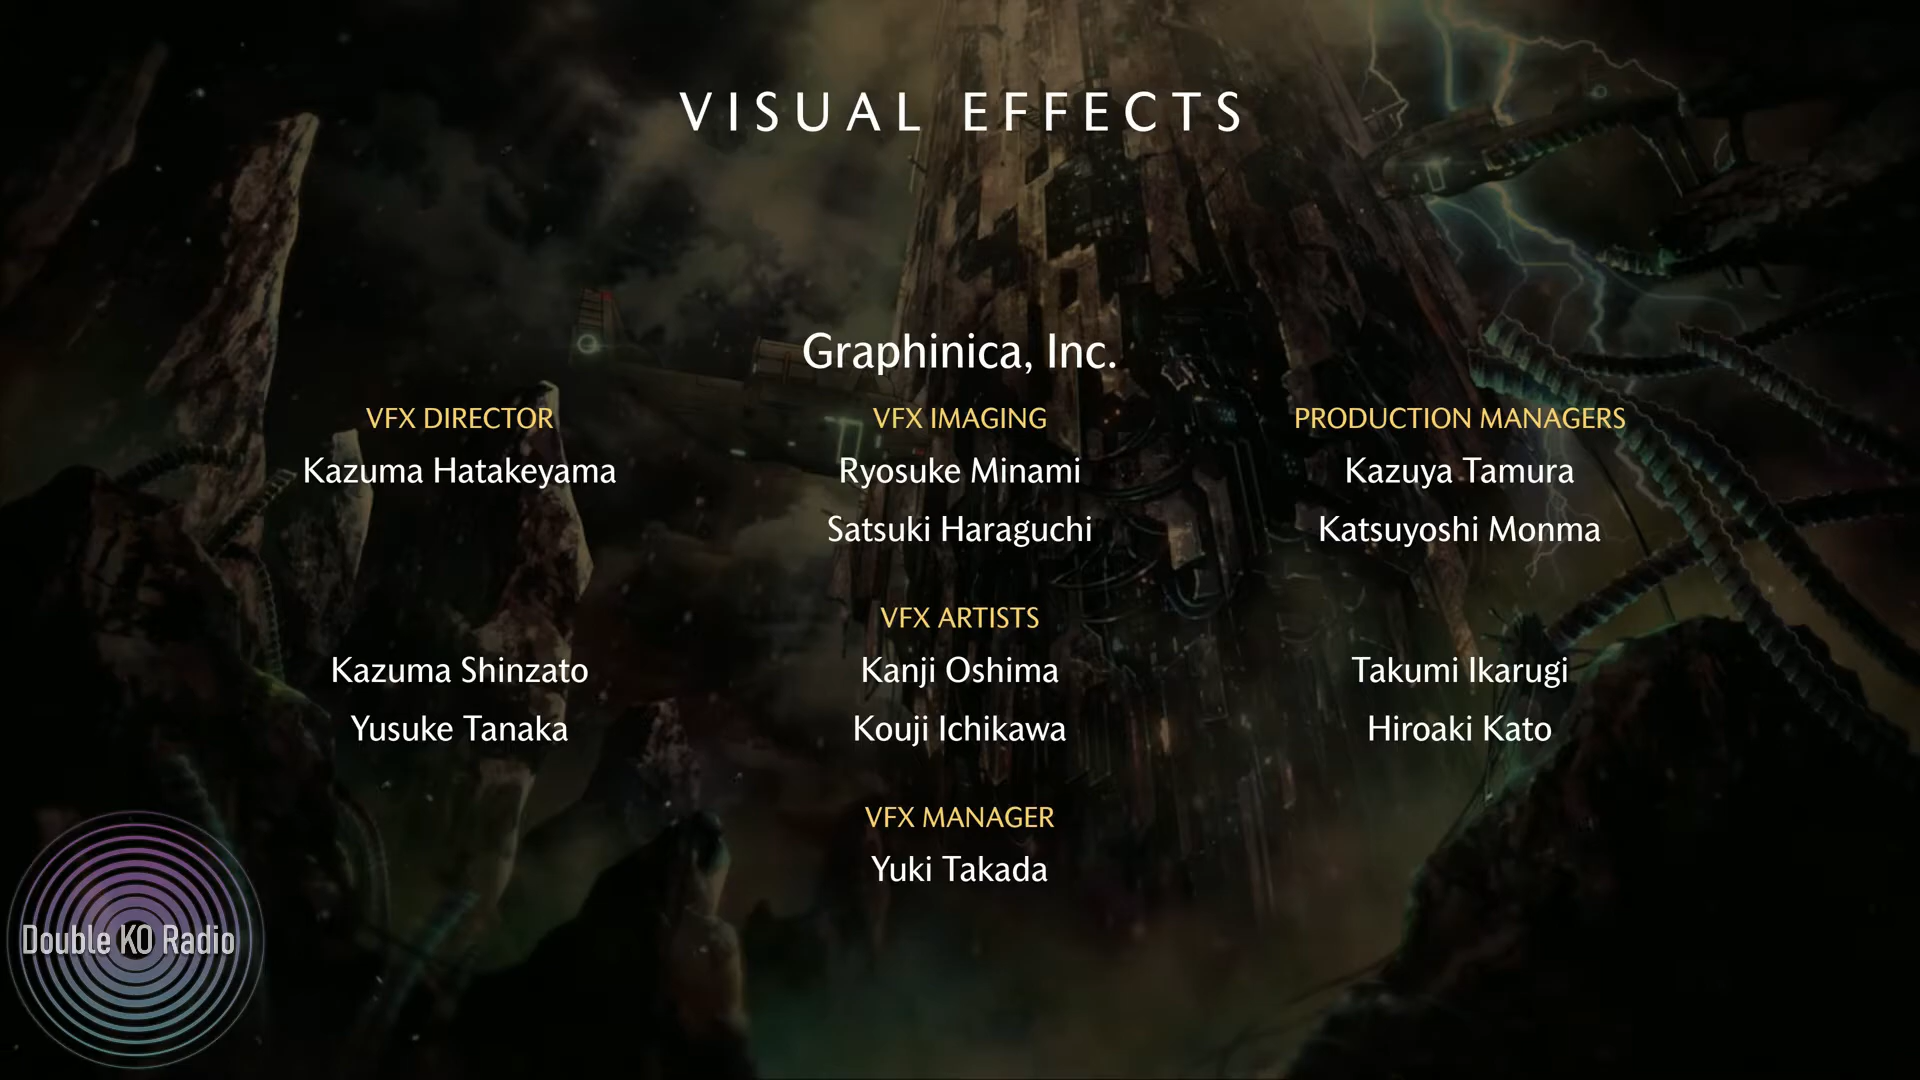 VISUAL EFFECTS
Graphinica, Inc.
VFX DIRECTOR
Kazuma Hatakeyama
VFX IMAGING
Ryosuke Minami
Satsuki Haraguchi
PRODUCTION MANAGERS
Kazuya Tamura
Katsuyoshi Monma
VFX ARTISTS
Kazuma Shinzato
Kanji Oshima
Takumi Ikarugi
Yusuke Tanaka
Kouji Ichikawa
Hiroaki Kato
VFX MANAGER
Yuki Takada
Double KO Radio